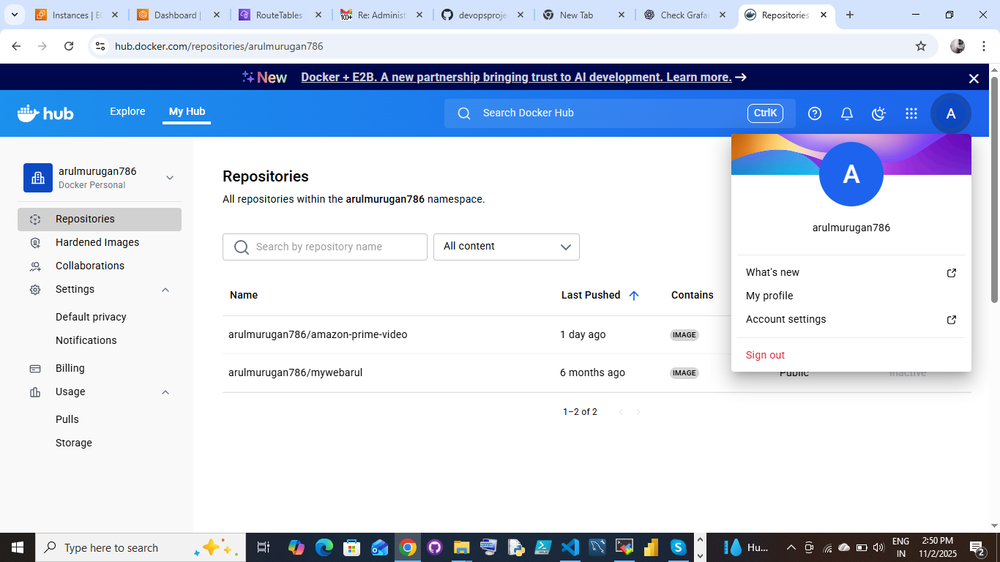 Instances | E
Dashboard |
RouteTables
100+
Re: Administ
devopsproje
New Tab
Check Grafar
Repositories
hub.docker.com/repositories/arulmurugan786
New Docker + E2B. A new partnership bringing trust to AI development. Learn more.
hub
Explore
My Hub
Search Docker Hub
CtrlK
A
arulmurugan786
Docker Personal
Repositories
Hardened Images
Collaborations
Settings
Default privacy
Notifications
Billing
Usage
Pulls
Storage
Repositories
All repositories within the arulmurugan786 namespace.
Search by repository name
All content
Name Last Pushed Contains
arulmurugan786/amazon-prime-video 1 day ago IMAGE
arulmurugan786/mywebarul 6 months ago IMAGE Public Inactive
1–2 of 2
A
arulmurugan786
What's new
My profile
Account settings
Sign out
Type here to search
Hu...
ENG
IN
2:50 PM
11/2/2025
2